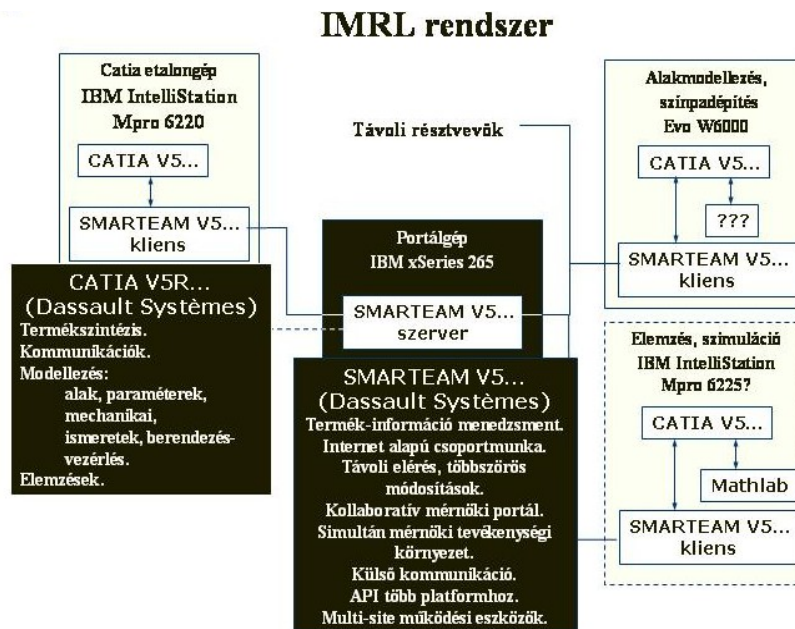 IMRL rendszer
Catia etalongép
IBM IntelliStation
Mpro 6220
CATIA V5...
SMARTEAM V5...
kliens
CATIA V5R...
(Dassault Systèmes)
Termékszintézis.
Kommunikációk.
Modellezés:
alak, paraméterek,
mechanikai,
ismeretek, berendezés-
vezérlés.
Elemzések.
Távoli résztvevők
Portálgép
IBM xSeries 265
SMARTEAM V5...
szerver
SMARTEAM V5...
(Dassault Systèmes)
Termék-információ menedzsment.
Internet alapú csoportmunka.
Távoli elérés, többszörös
módosítások.
Kollaboratív mérnöki portál.
Simultán mérnöki tevékenységi
környezet.
Külső kommunikáció.
API több platformhoz.
Multi-site működési eszközök.
Alakmodellezés,
színpadépítés
Evo W6000
CATIA V5...
???
SMARTEAM V5...
kliens
Elemzés, szimuláció
IBM IntelliStation
Mpro 6225?
CATIA V5...
Mathlab
SMARTEAM V5...
kliens